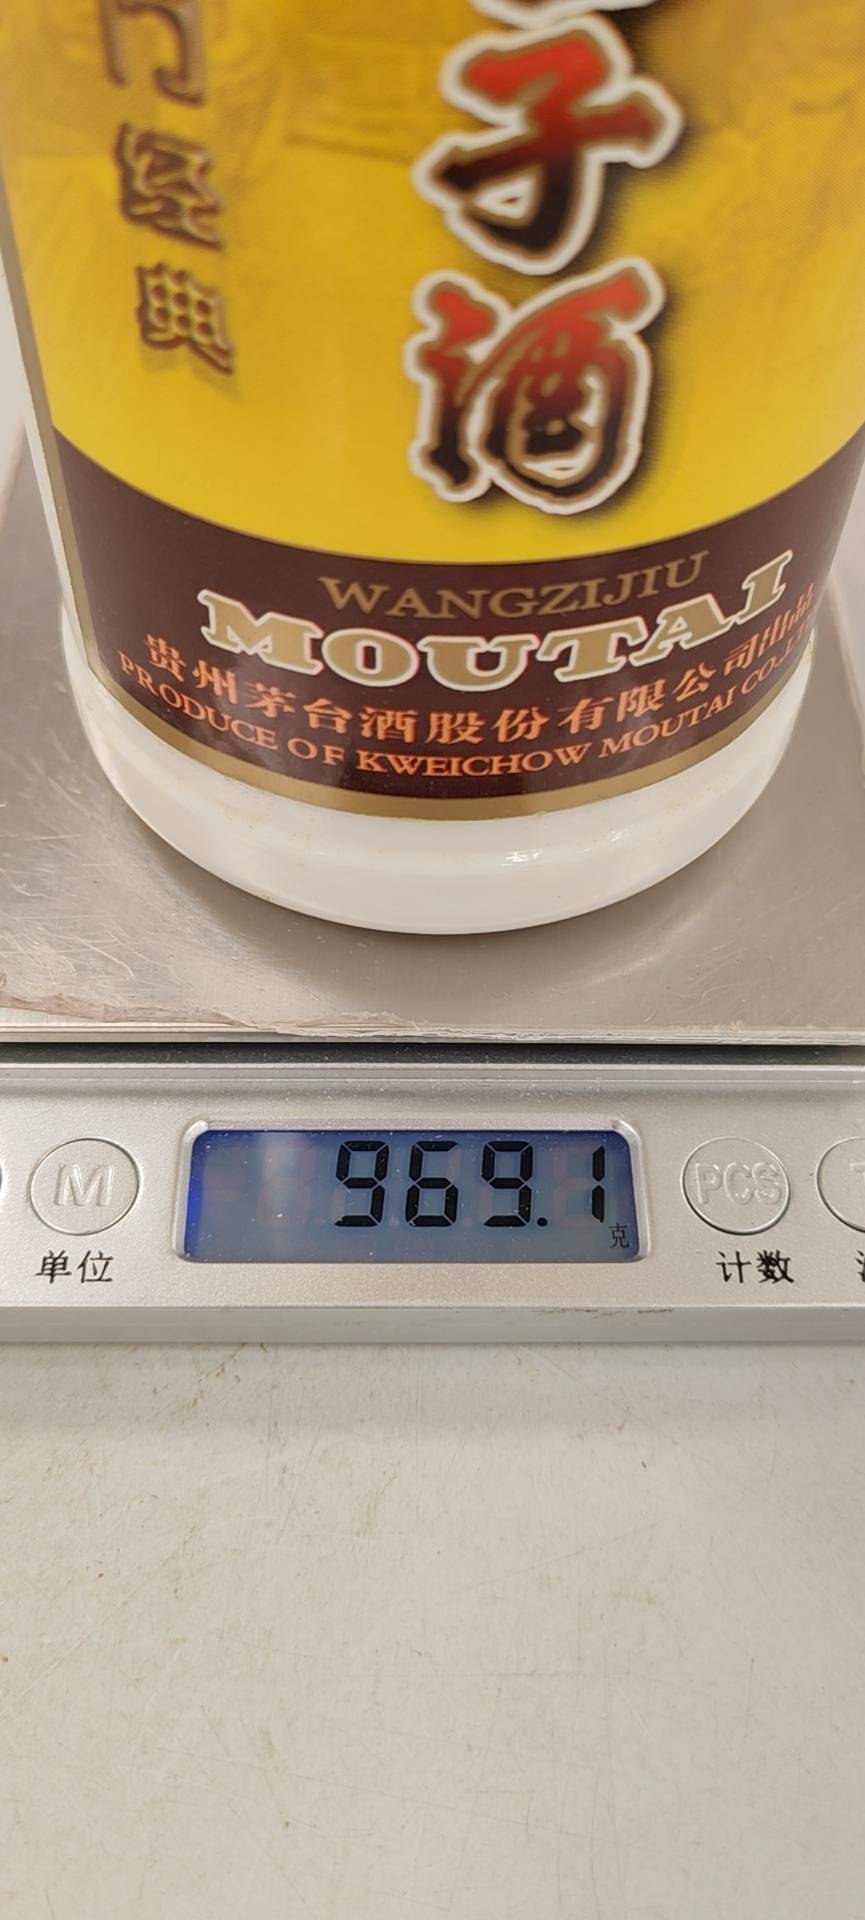 经典
子酒
WANGZIJIU
MOUTAI
贵州茅台酒股份有限公司出品
PRODUCE OF KWEICHOW MOUTAI CO.,LTD
969.1
克
M
PCS
单位
计数